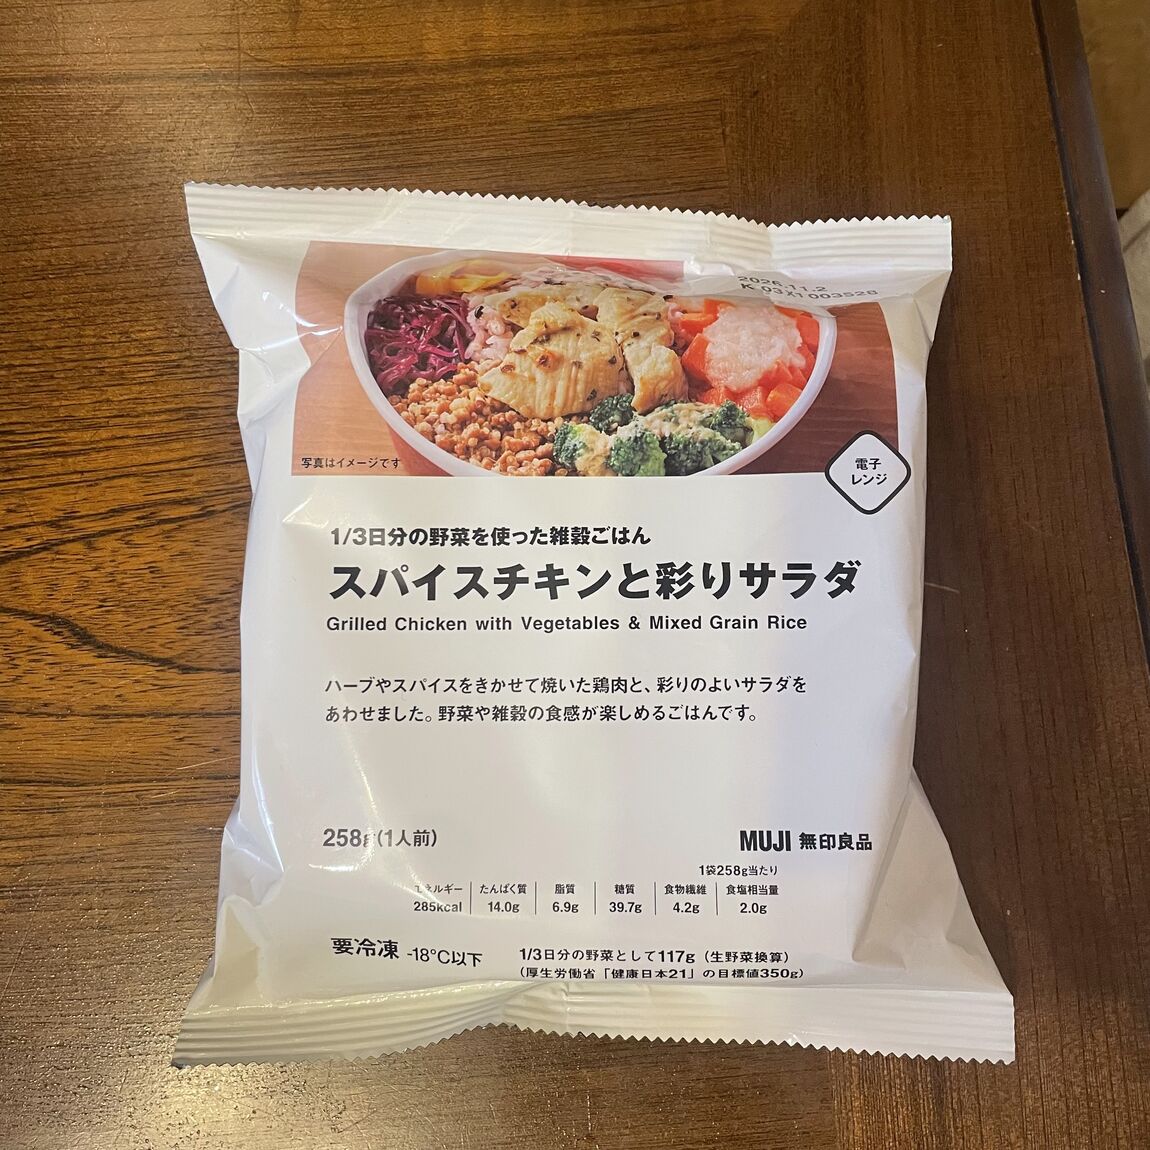 2026.11.2
K 03X1 003528
写真はイメージです
電子
レンジ
1/3日分の野菜を使った雑穀ごはん
スパイスチキンと彩りサラダ
Grilled Chicken with Vegetables & Mixed Grain Rice
ハーブやスパイスをきかせて焼いた鶏肉と、彩りのよいサラダを
あわせました。野菜や雑穀の食感が楽しめるごはんです。
258g(1人前)
MUJI 無印良品
1袋258g当たり
エネルギー たんぱく質 脂質 糖質 食物繊維 食塩相当量
285kcal 14.0g 6.9g 39.7g 4.2g 2.0g
要冷凍 -18℃以下
1/3日分の野菜として117g（生野菜換算）
（厚生労働省「健康日本21」の目標値350g）